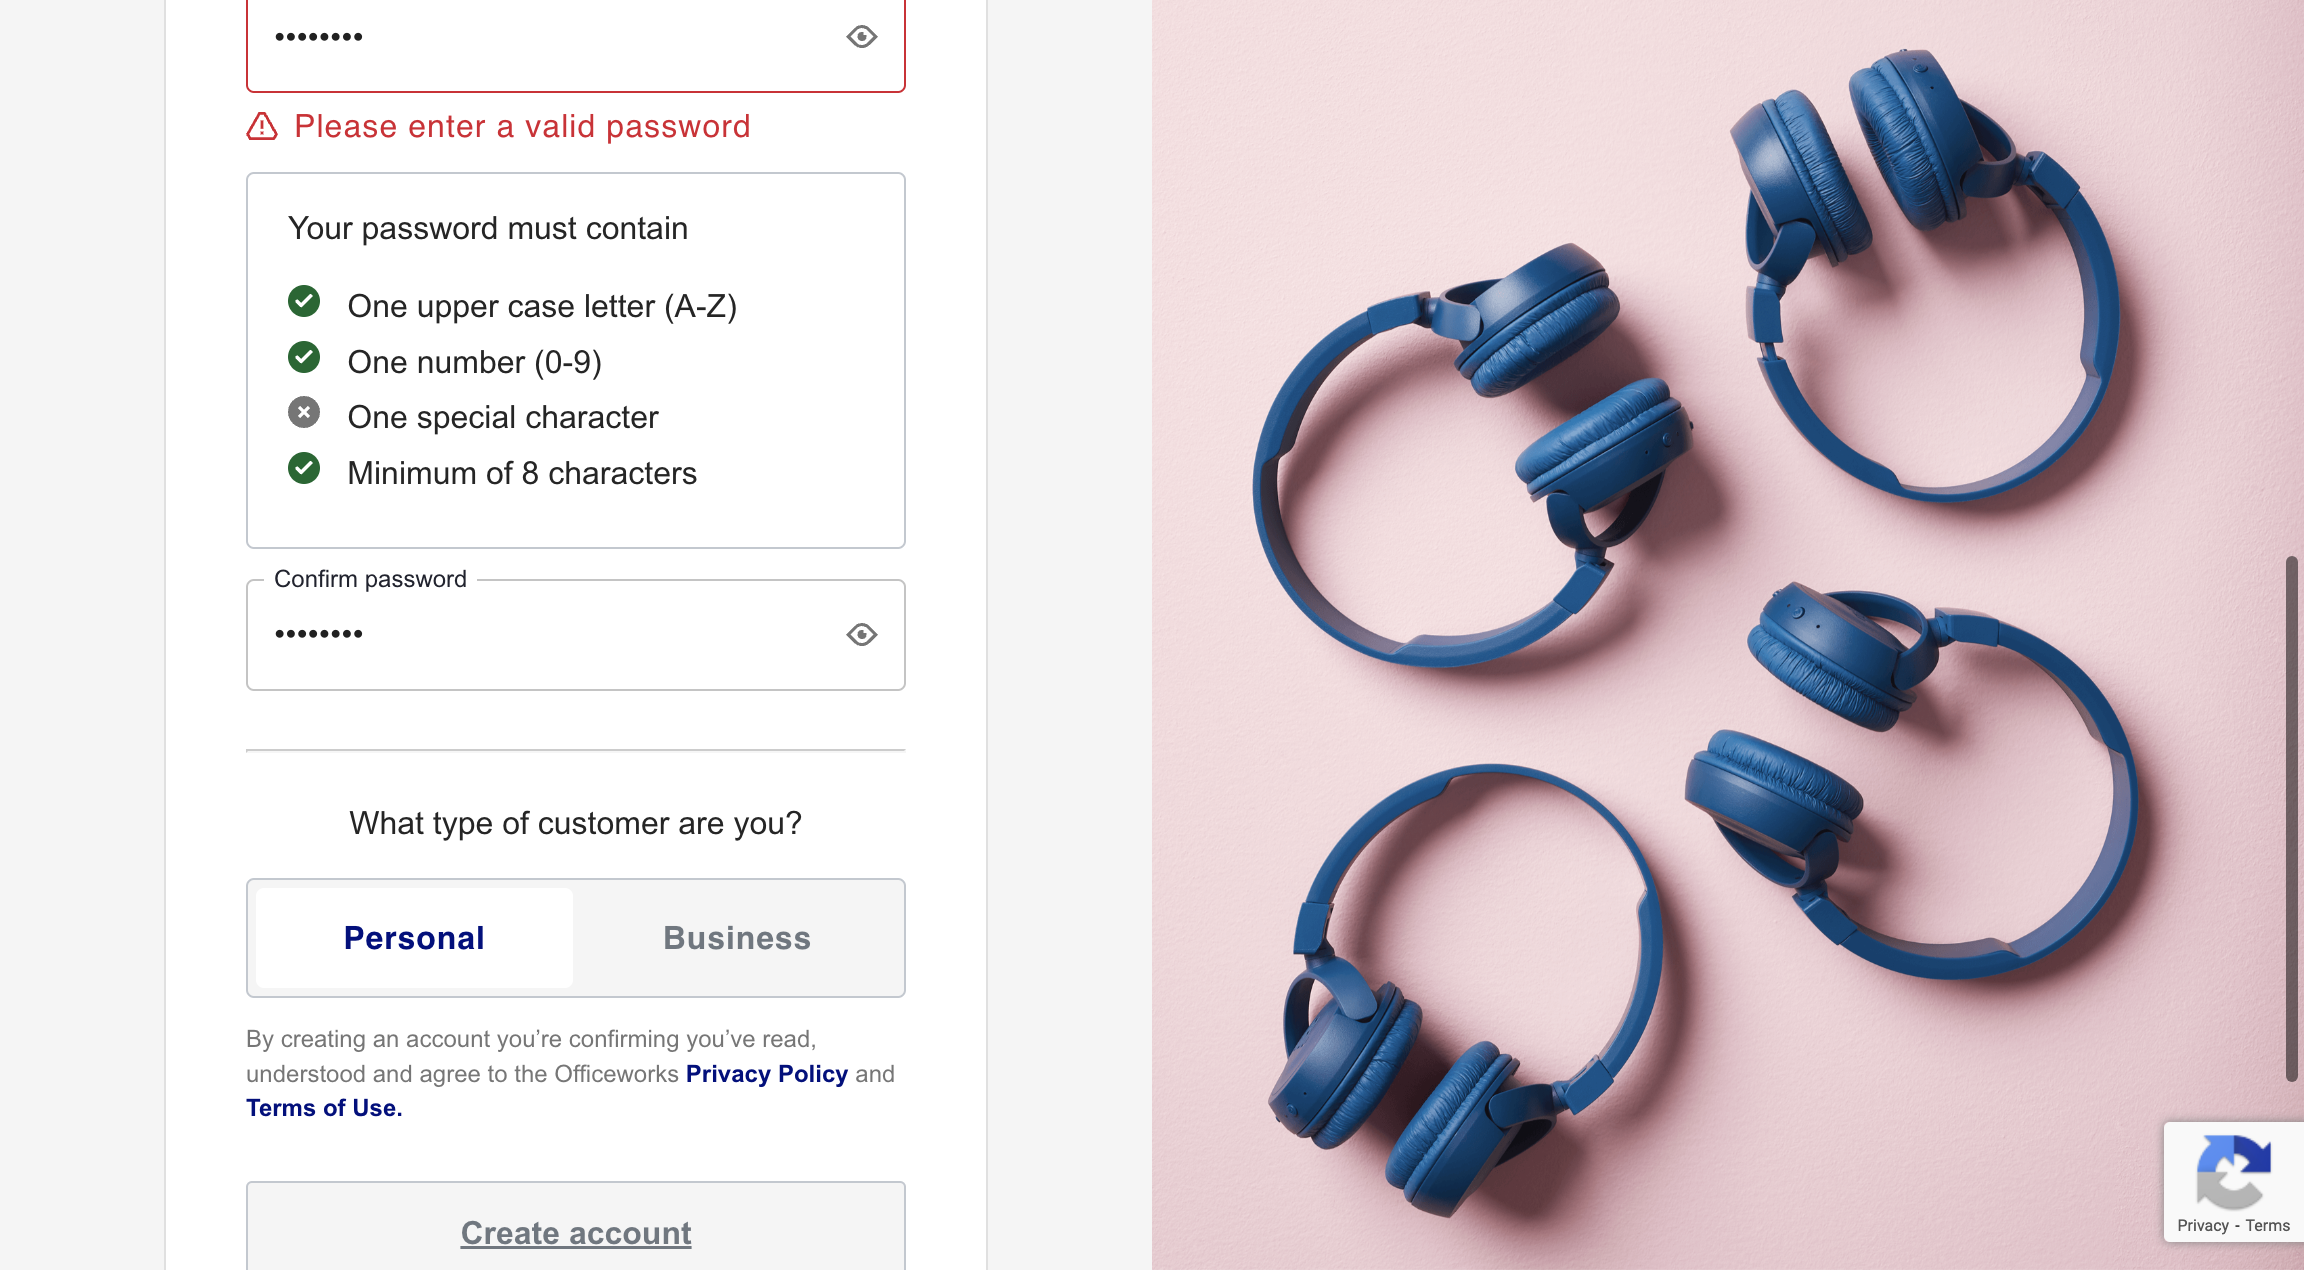 ••••••••
Please enter a valid password
Your password must contain
One upper case letter (A-Z)
One number (0-9)
One special character
Minimum of 8 characters
Confirm password
••••••••
What type of customer are you?
Personal Business
By creating an account you’re confirming you’ve read,
understood and agree to the Officeworks Privacy Policy and
Terms of Use.
Create account
Privacy - Terms